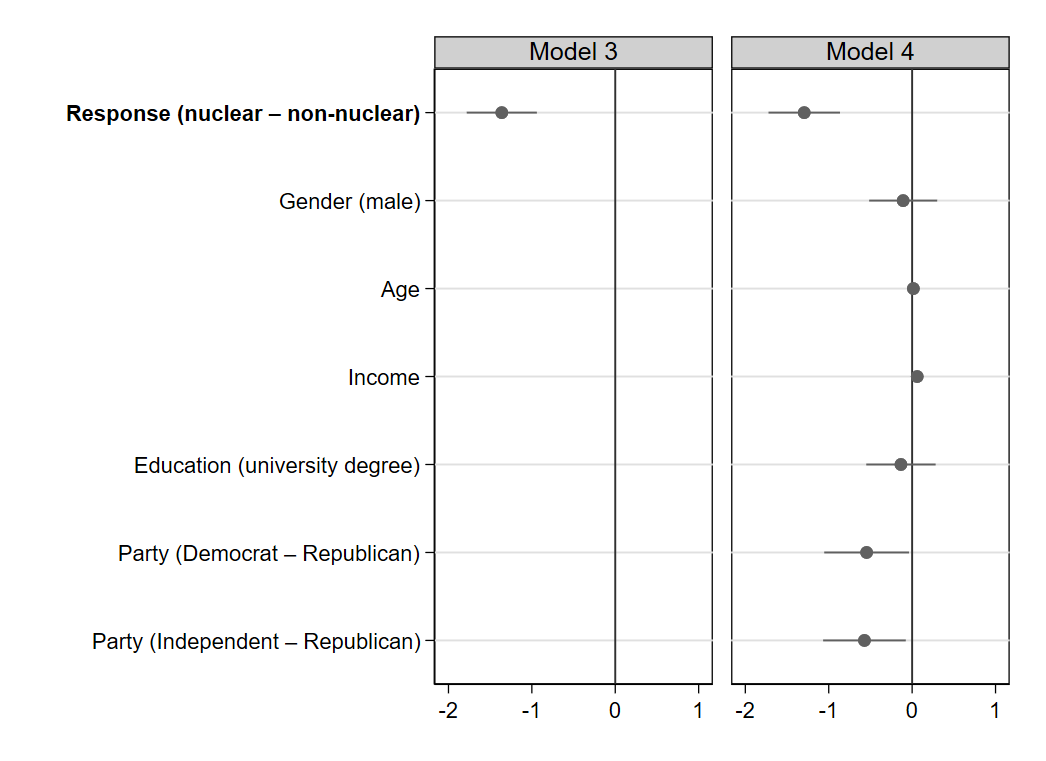 Model 3
Model 4
Response (nuclear – non-nuclear)
Gender (male)
Age
Income
Education (university degree)
Party (Democrat – Republican)
Party (Independent – Republican)
-2 -1 0 1
-2 -1 0 1